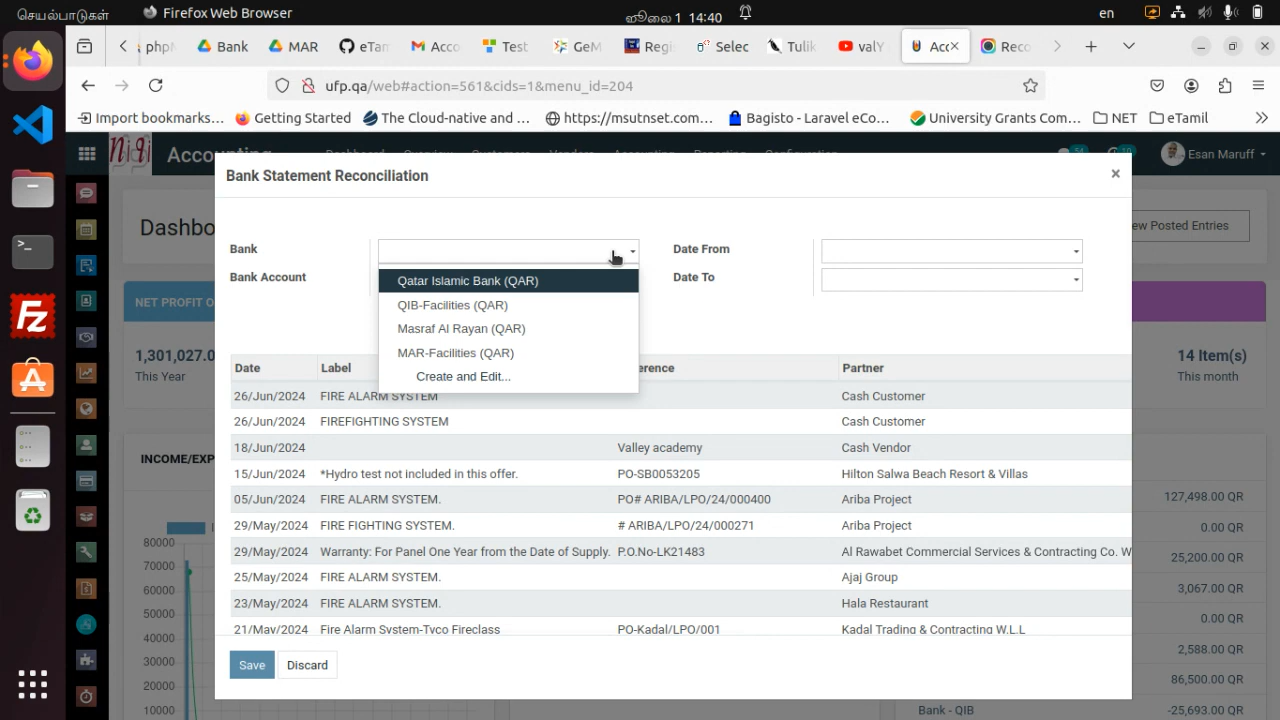 செயல்பாடுகள் Firefox Web Browser ஜூலை 1 14:40 en
php Bank MAR eTan Acco Test GeM Regi Selec Tulik valY Acc Reco
ufp.qa/web#action=561&cids=1&menu_id=204
Import bookmarks... Getting Started The Cloud-native and ... https://msutnset.com... Bagisto - Laravel eCo... University Grants Com... NET eTamil
Accounting Esan Maruff
Bank Statement Reconciliation
Dashbo
ew Posted Entries
Bank
Date From
Bank Account
Date To
Qatar Islamic Bank (QAR)
QIB-Facilities (QAR)
Masraf Al Rayan (QAR)
MAR-Facilities (QAR)
Create and Edit...
NET PROFIT O
1,301,027.0
This Year
14 Item(s)
This month
Date Label erence Partner
26/Jun/2024 FIRE ALARM SYSTEM Cash Customer
26/Jun/2024 FIREFIGHTING SYSTEM Cash Customer
18/Jun/2024 Valley academy Cash Vendor
15/Jun/2024 *Hydro test not included in this offer. PO-SB0053205 Hilton Salwa Beach Resort & Villas
05/Jun/2024 FIRE ALARM SYSTEM. PO# ARIBA/LPO/24/000400 Ariba Project
29/May/2024 FIRE FIGHTING SYSTEM. # ARIBA/LPO/24/000271 Ariba Project
29/May/2024 Warranty: For Panel One Year from the Date of Supply. P.O.No-LK21483 Al Rawabet Commercial Services & Contracting Co. W
25/May/2024 FIRE ALARM SYSTEM. Ajaj Group
23/May/2024 FIRE ALARM SYSTEM. Hala Restaurant
21/May/2024 Fire Alarm System-Tyco Fireclass PO-Kadal/LPO/001 Kadal Trading & Contracting W.L.L
INCOME/EXP
80000
70000
60000
50000
40000
30000
20000
10000
127,498.00 QR
0.00 QR
25,200.00 QR
3,067.00 QR
0.00 QR
2,588.00 QR
86,500.00 QR
Bank - QIB -25,693.00 QR
Save Discard